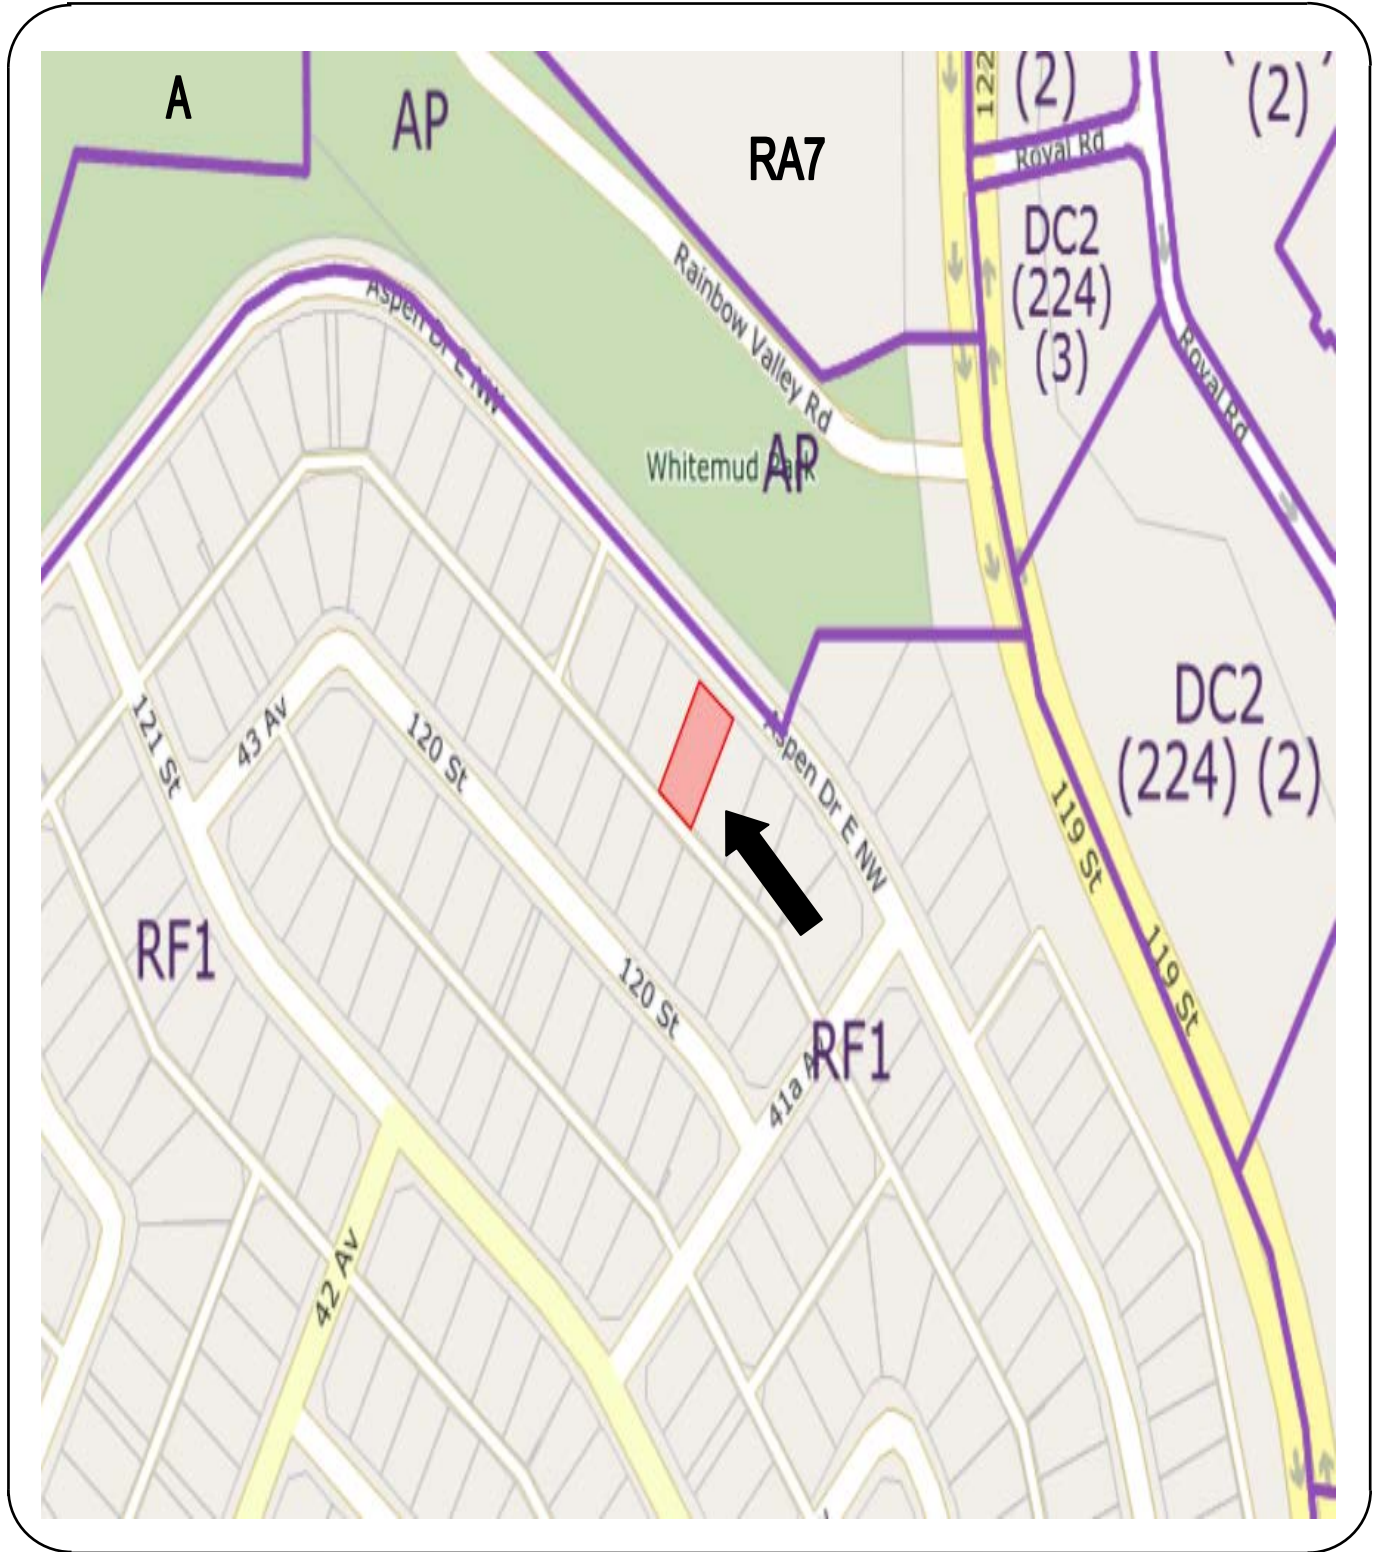 A
AP
RA7
122
(2)
(2)
Royal Rd
DC2
(224)
(3)
Rainbow Valley Rd
Aspen Dr E NW
Royal Rd
Whitemud Park
AP
DC2
(224) (2)
121 St
43 Av
120 St
Aspen Dr E NW
119 St
RF1
120 St
119 St
RF1
41a A
42 Av